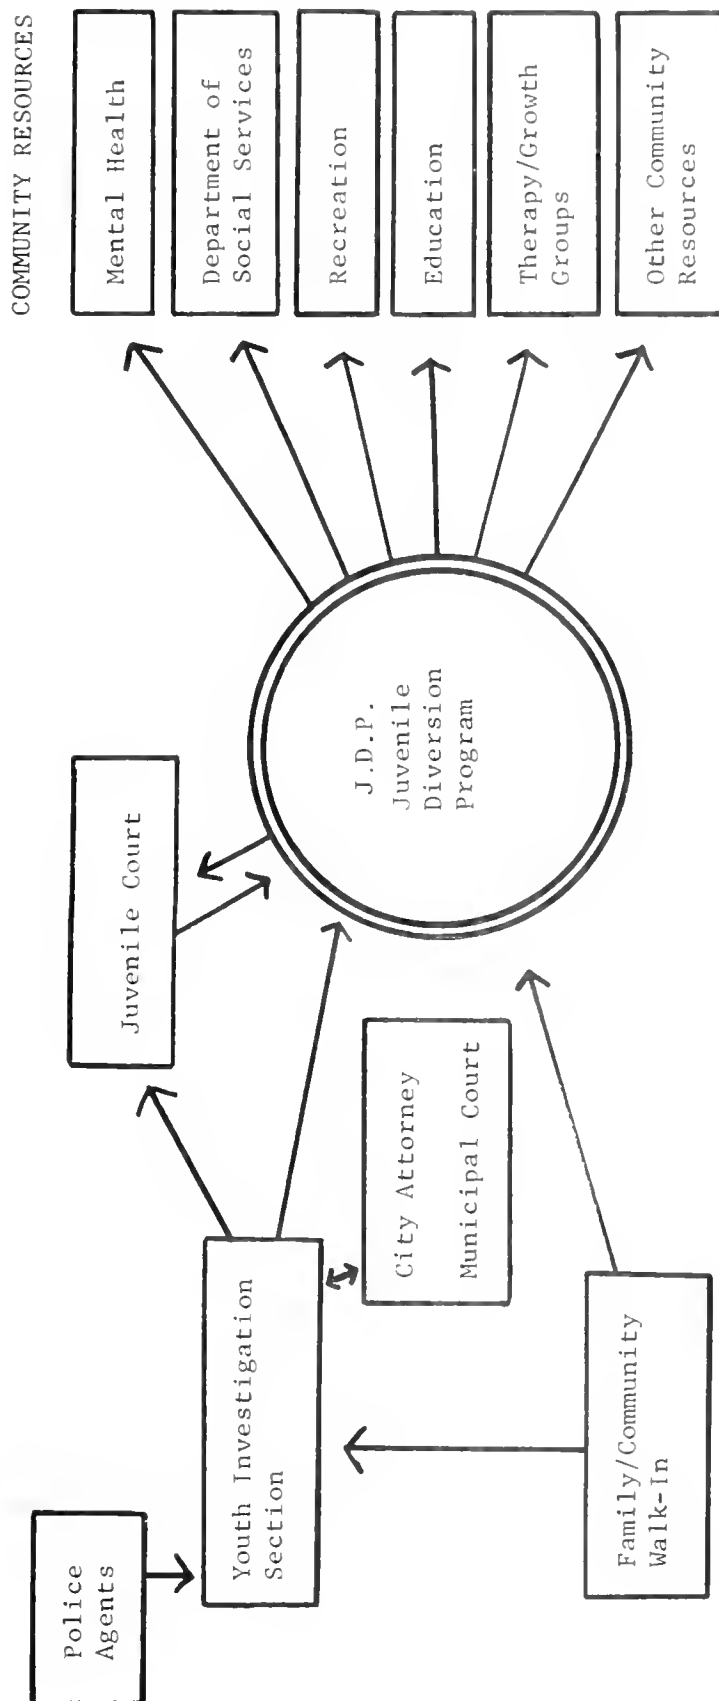 Police
Agents
Youth Investigation
Section
City Attorney
Municipal Court
Family/Community
Walk-In
Juvenile Court
J.D.P.
Juvenile
Diversion
Program
COMMUNITY RESOURCES
Mental Health
Department of
Social Services
Recreation
Education
Therapy/Growth
Groups
Other Community
Resources